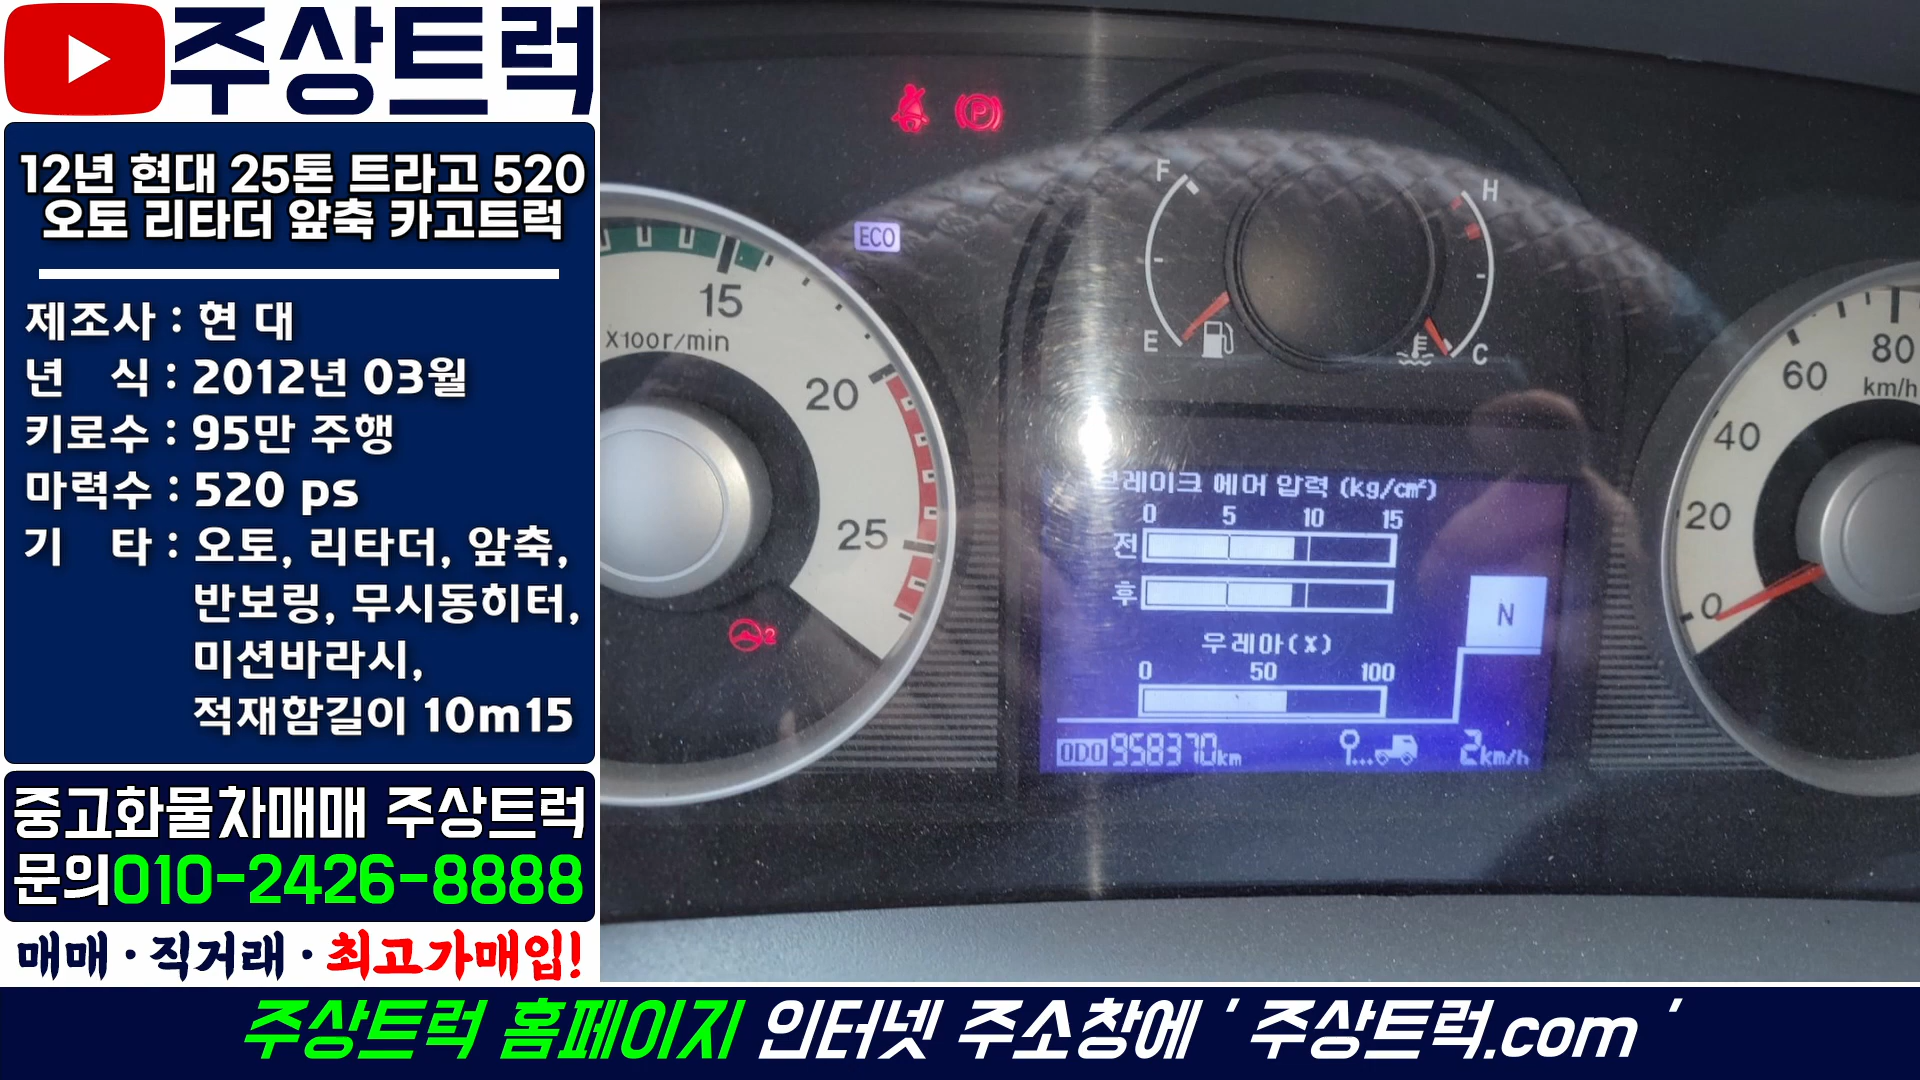 주상트럭
12년 현대 25톤 트라고 520
오토 리타더 앞축 카고트럭
제조사 : 현 대
년 식 : 2012년 03월
키로수 : 95만 주행
마력수 : 520 ps
기 타 : 오토, 리타더, 앞축,
반보링, 무시동히터,
미션바라시,
적재함길이 10m15
중고화물차매매 주상트럭
문의010-2426-8888
매매 · 직거래 · 최고가매입!
주상트럭 홈페이지 인터넷 주소창에 ' 주상트럭.com '
P
ECO
15
X100r/min
20
25
2
F
E
H
C
브레이크 에어 압력 (kg/cm²)
0 5 10 15
전
후
우레아(%)
0 50 100
N
ODO 958370km
2km/h
80
60
km/h
40
20
0